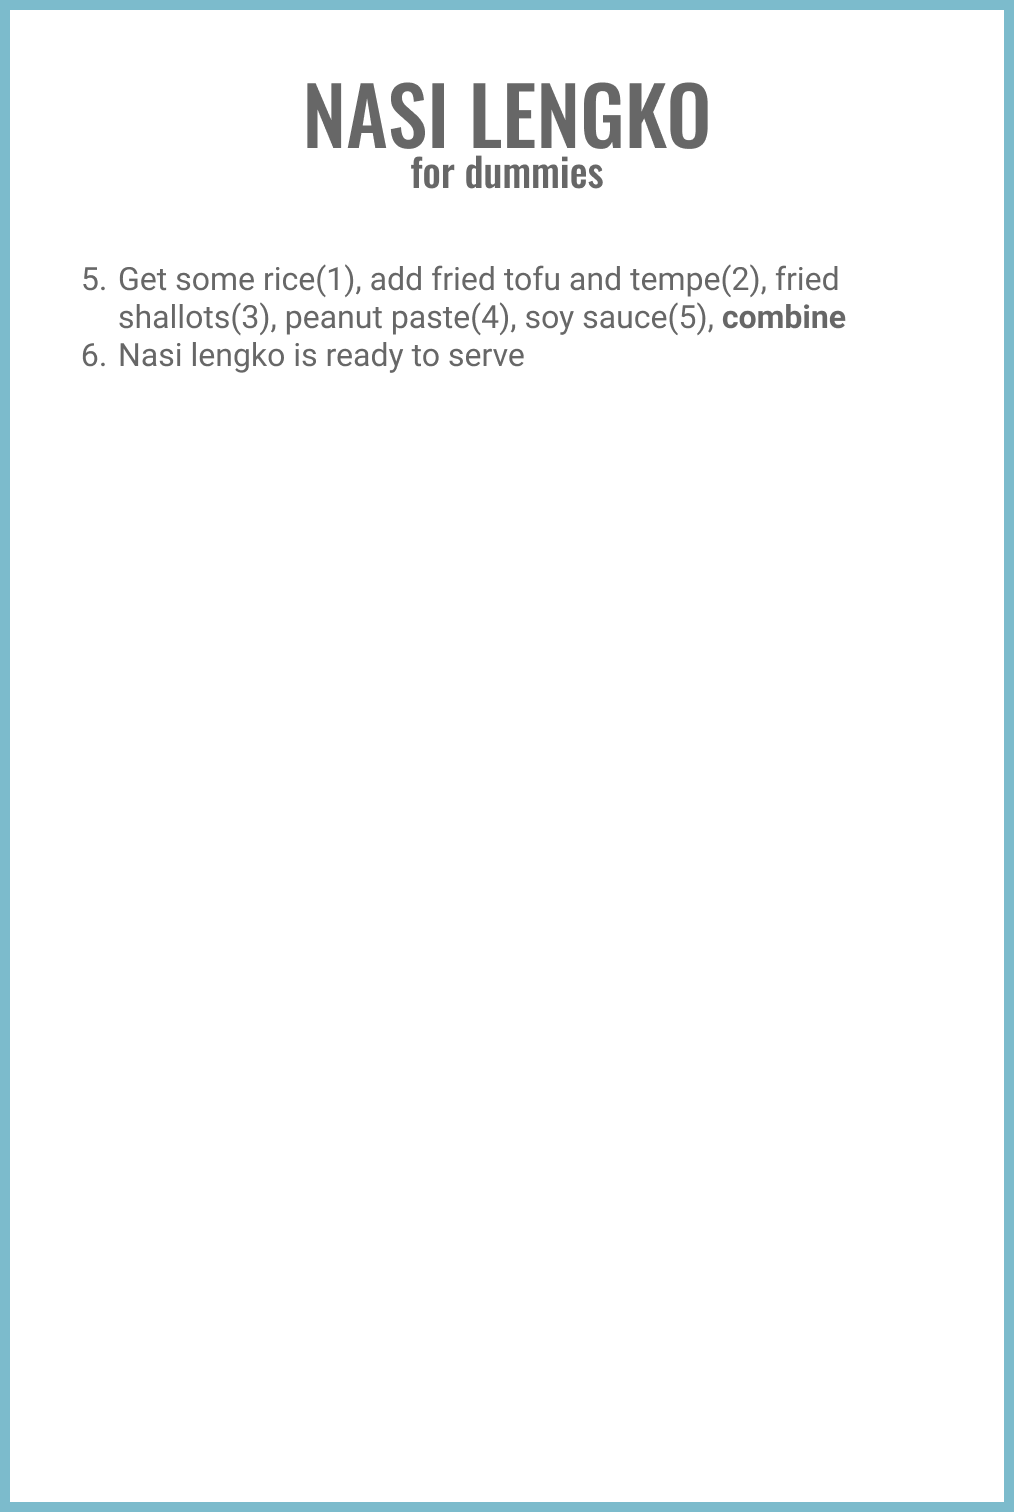 NASI LENGKO
for dummies
5. Get some rice(1), add fried tofu and tempe(2), fried
shallots(3), peanut paste(4), soy sauce(5), combine
6. Nasi lengko is ready to serve